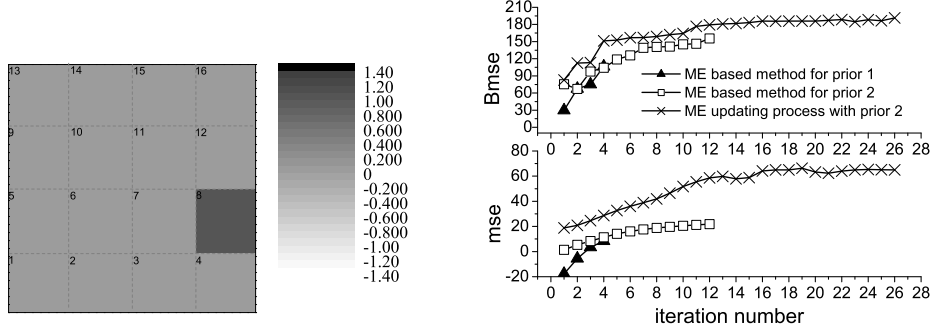 13 14 15 16
9 10 11 12
5 6 7 8
1 2 3 4
1.40
1.20
1.00
0.800
0.600
0.400
0.200
0
-0.200
-0.400
-0.600
-0.800
-1.00
-1.20
-1.40
Bmse
210
180
150
120
90
60
30
0
ME based method for prior 1
ME based method for prior 2
ME updating process with prior 2
0 2 4 6 8 10 12 14 16 18 20 22 24 26 28
mse
80
60
40
20
0
-20
0 2 4 6 8 10 12 14 16 18 20 22 24 26 28
iteration number